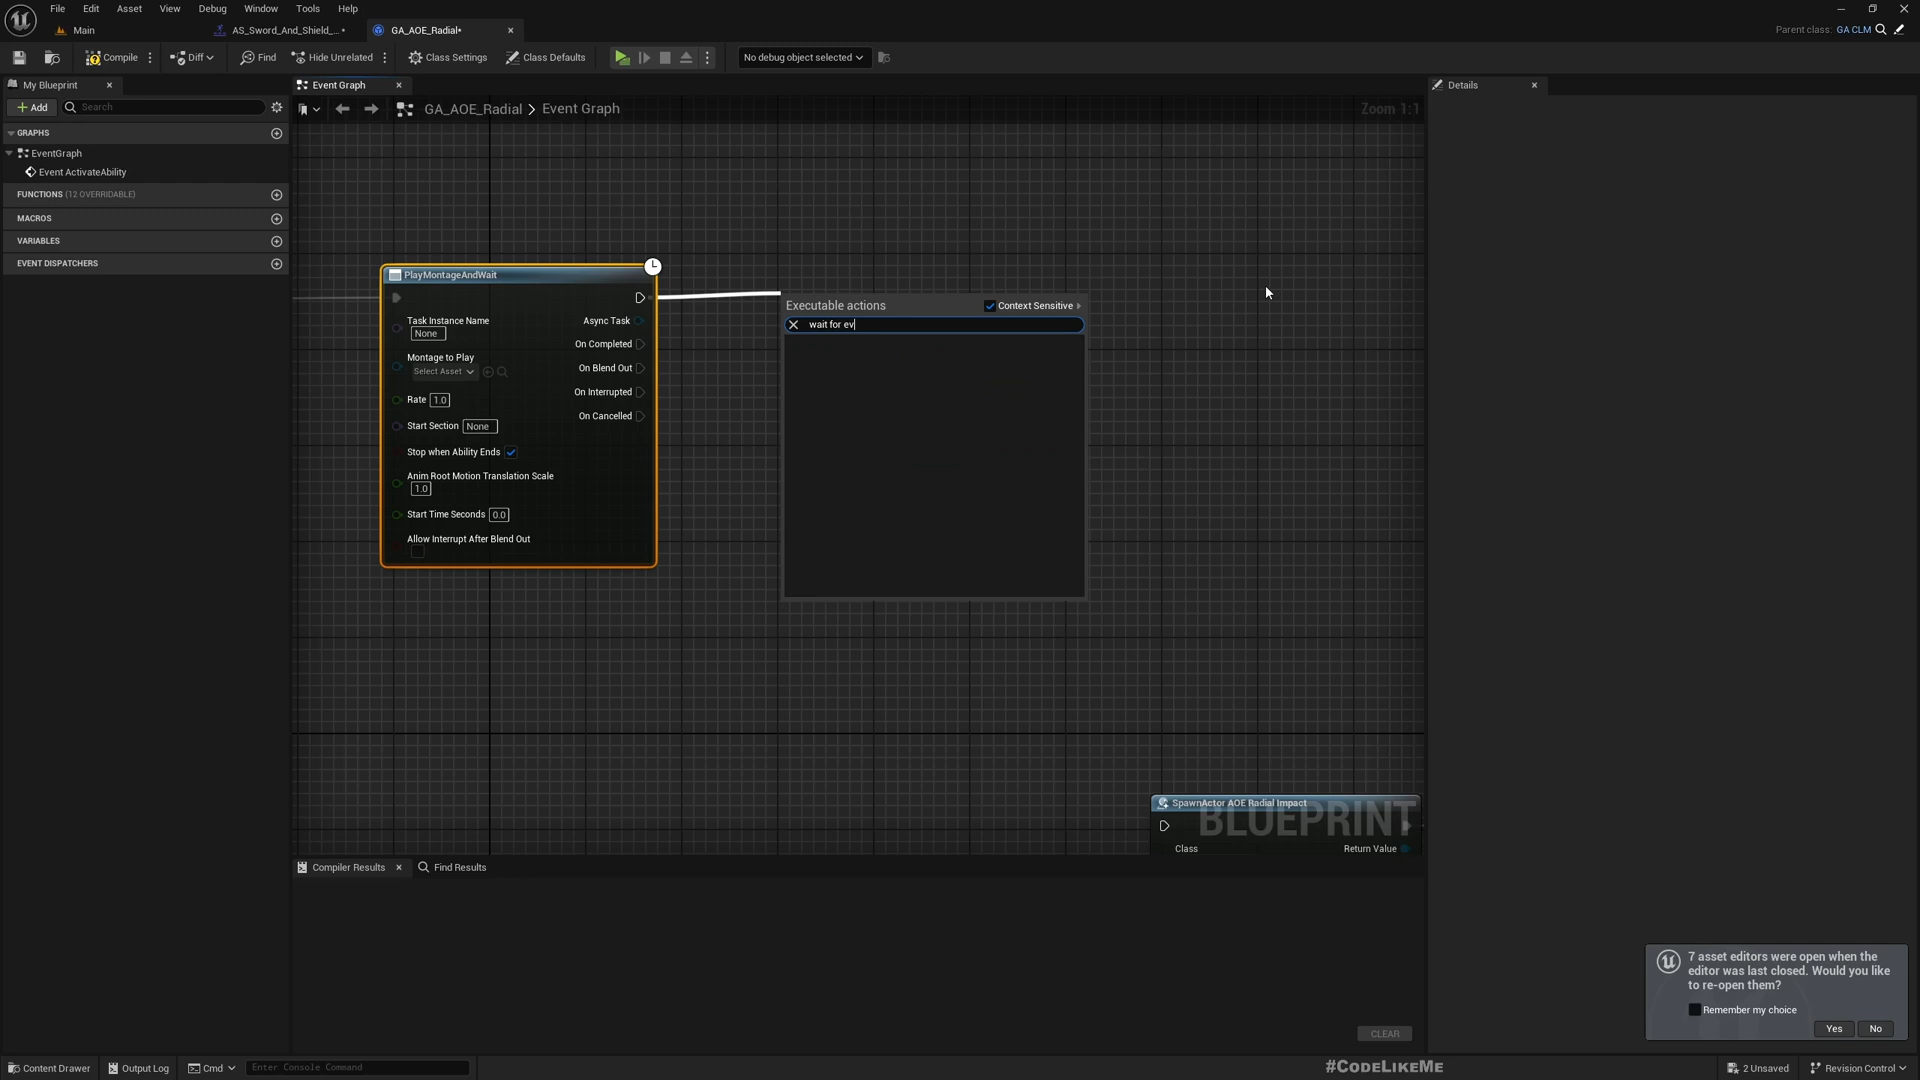 File Edit Asset View Debug Window Tools Help
Main
AS_Sword_And_Shield_...•
GA_AOE_Radial•
Parent class: GA CLM
Compile
Diff
Find
Hide Unrelated
Class Settings
Class Defaults
No debug object selected
My Blueprint
Event Graph
Details
Add
Search
GA_AOE_Radial > Event Graph
Zoom 1:1
GRAPHS
EventGraph
Event ActivateAbility
FUNCTIONS (12 OVERRIDABLE)
MACROS
VARIABLES
EVENT DISPATCHERS
PlayMontageAndWait
Task Instance Name
None
Async Task
On Completed
Montage to Play
Select Asset
On Blend Out
On Interrupted
Rate 1.0
On Cancelled
Start Section None
Stop when Ability Ends
Anim Root Motion Translation Scale
1.0
Start Time Seconds 0.0
Allow Interrupt After Blend Out
Executable actions
Context Sensitive
wait for ev
SpawnActor AOE Radial Impact
BLUEPRINT
Class
Return Value
Compiler Results
Find Results
CLEAR
7 asset editors were open when the
editor was last closed. Would you like
to re-open them?
Remember my choice
Yes
No
Content Drawer
Output Log
Cmd
Enter Console Command
#CodeLikeMe
2 Unsaved
Revision Control